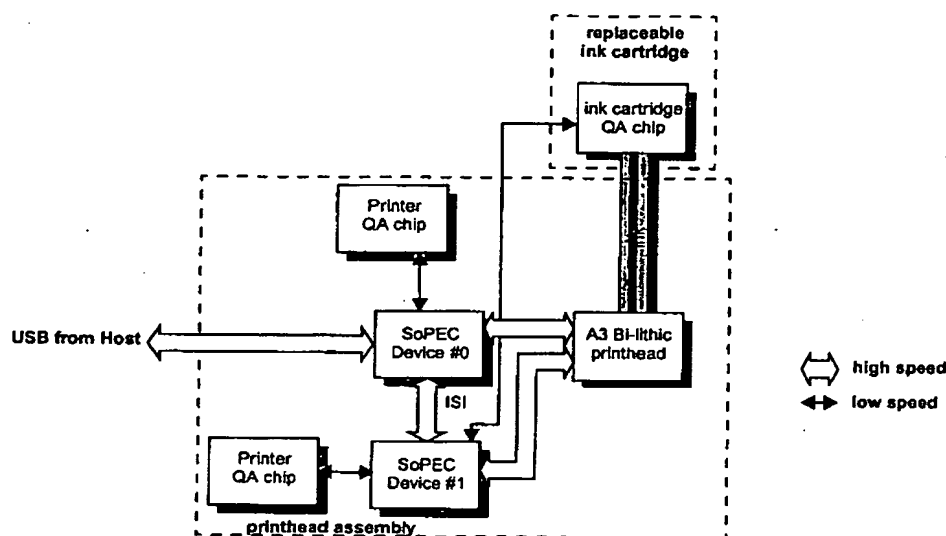 replaceable
ink cartridge
ink cartridge
QA chip
Printer
QA chip
USB from Host
SoPEC
Device #0
A3 Bi-lithic
printhead
high speed
low speed
ISI
Printer
QA chip
SoPEC
Device #1
printhead assembly